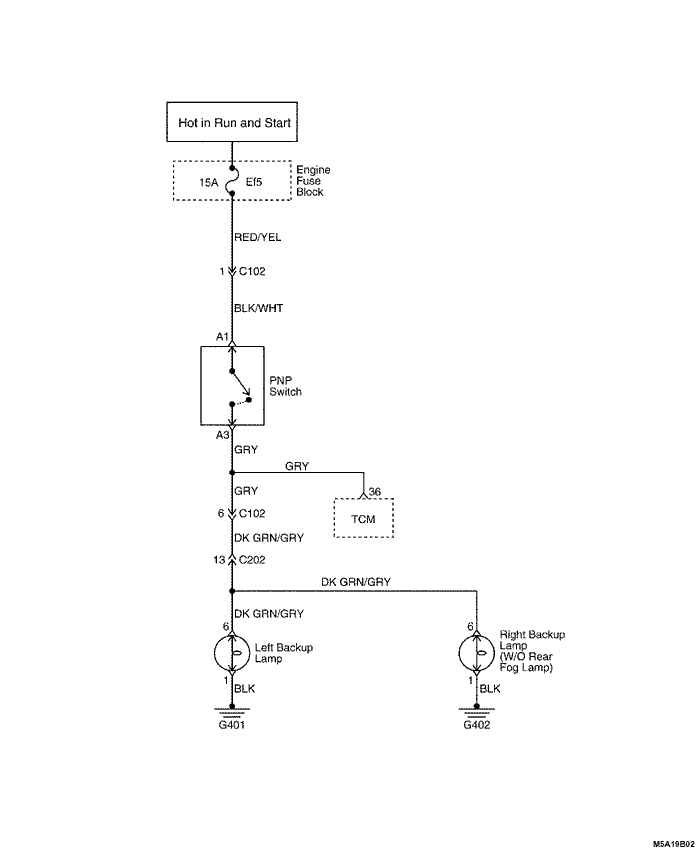 Hot in Run and Start
15A
Ef5
Engine
Fuse
Block
RED/YEL
1
C102
BLK/WHT
A1
PNP
Switch
A3
GRY
GRY
GRY
36
6
C102
TCM
DK GRN/GRY
13
C202
DK GRN/GRY
DK GRN/GRY
6
Left Backup
Lamp
6
Right Backup
Lamp
(W/O Rear
Fog Lamp)
1
BLK
1
BLK
G401
G402
M5A19B02